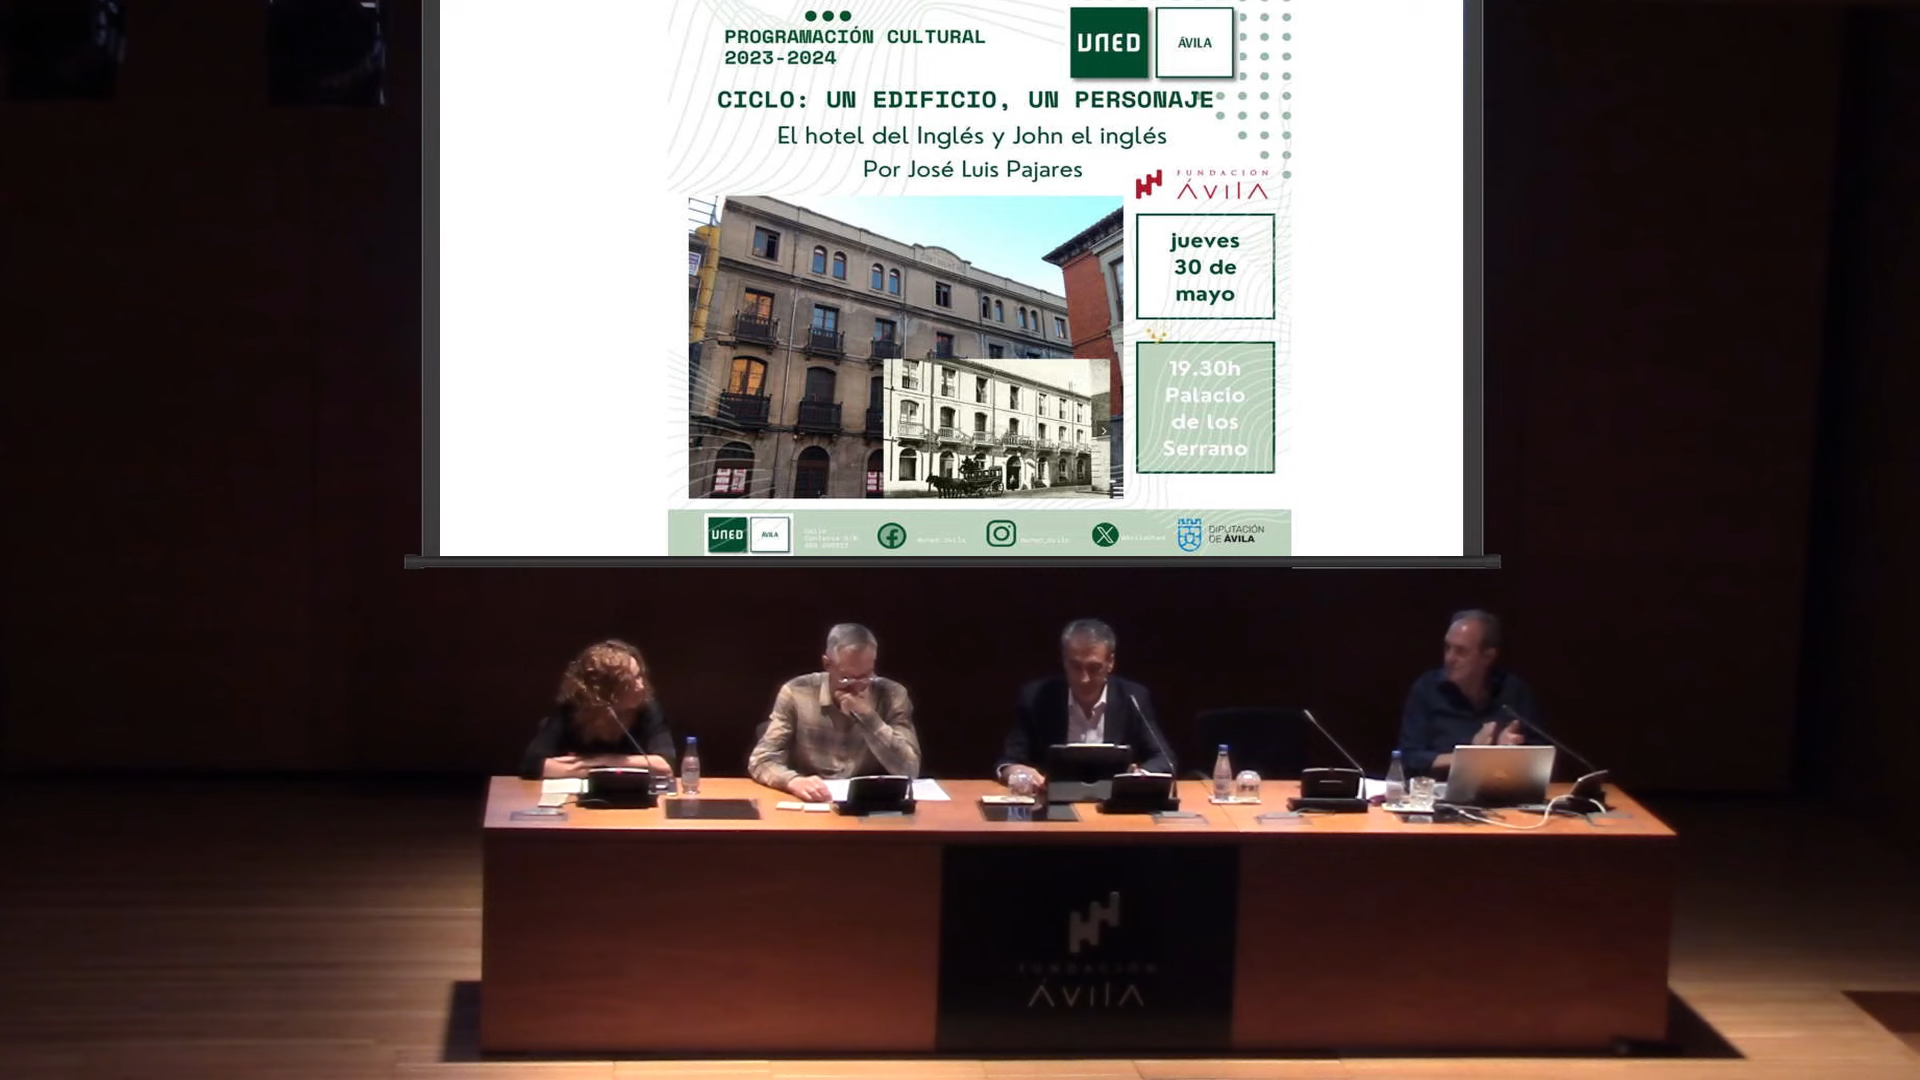 PROGRAMACIÓN CULTURAL
2023-2024
UNED
ÁVILA
CICLO: UN EDIFICIO, UN PERSONAJE
El hotel del Inglés y John el inglés
Por José Luis Pajares
FUNDACIÓN
ÁVILA
jueves
30 de
mayo
19.30h
Palacio
de los
Serrano
UNED
ÁVILA
DIPUTACIÓN
DE ÁVILA
FUNDACIÓN
ÁVILA